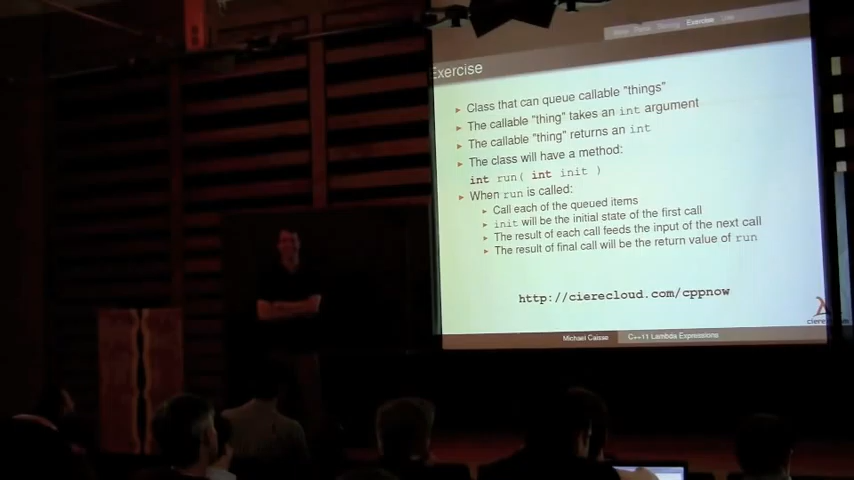 Exercise
Exercise
Class that can queue callable "things"
The callable "thing" takes an int argument
The callable "thing" returns an int
The class will have a method:
int run( int init )
When run is called:
Call each of the queued items
init will be the initial state of the first call
The result of each call feeds the input of the next call
The result of final call will be the return value of run
http://cierecloud.com/cppnow
Michael Caisse C++11 Lambda Expressions